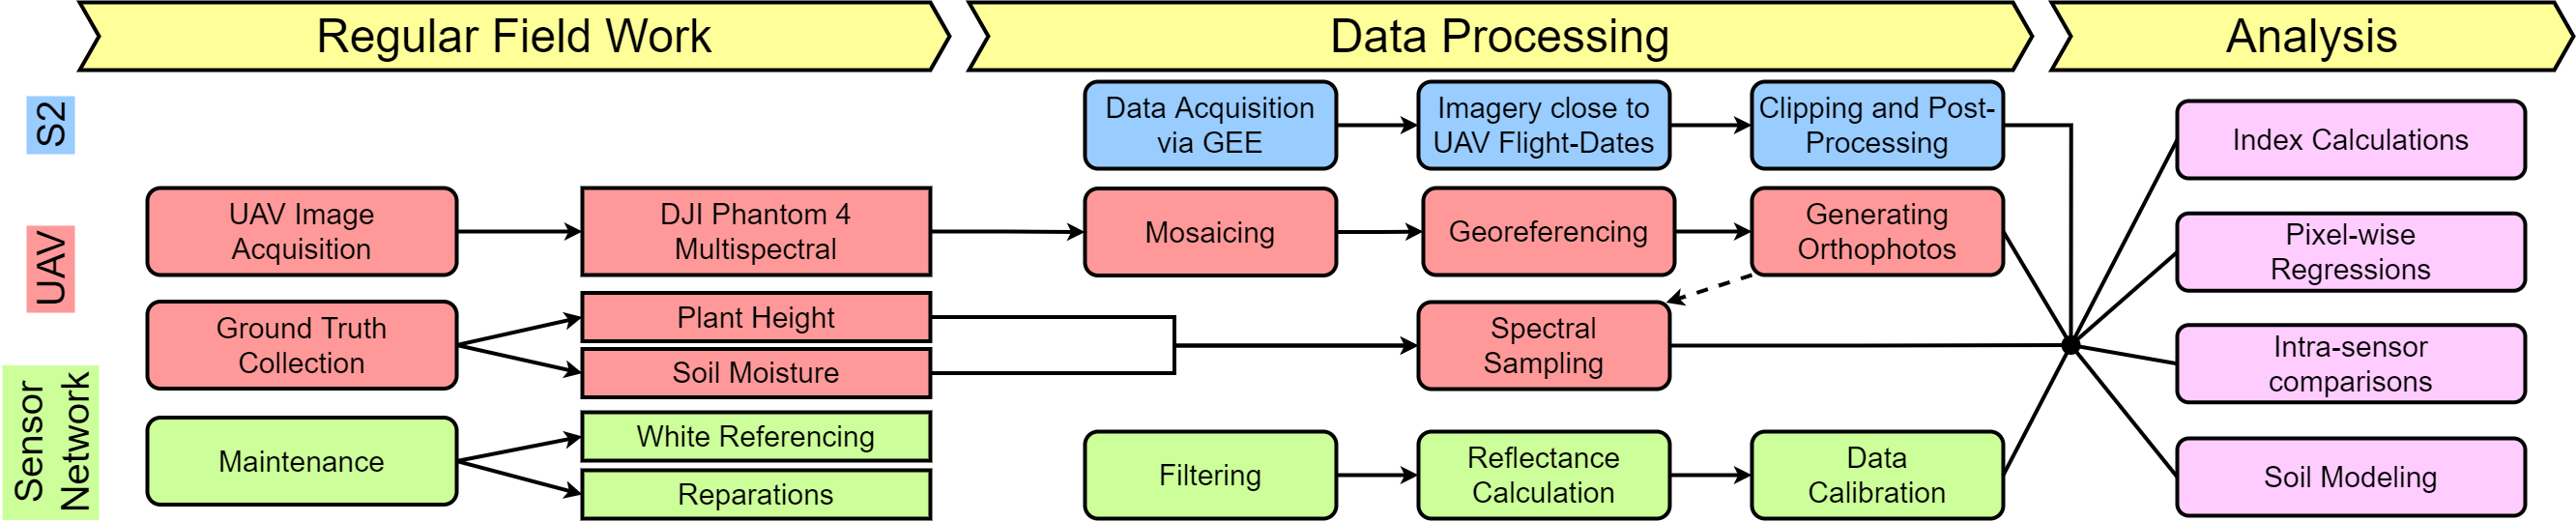 Regular Field Work
Data Processing
Analysis
S2
Data Acquisition
via GEE
Imagery close to
UAV Flight-Dates
Clipping and Post-
Processing
Index Calculations
UAV
UAV Image
Acquisition
DJI Phantom 4
Multispectral
Mosaicing
Georeferencing
Generating
Orthophotos
Pixel-wise
Regressions
Ground Truth
Collection
Plant Height
Soil Moisture
Spectral
Sampling
Intra-sensor
comparisons
Sensor
Network
Maintenance
White Referencing
Reparations
Filtering
Reflectance
Calculation
Data
Calibration
Soil Modeling